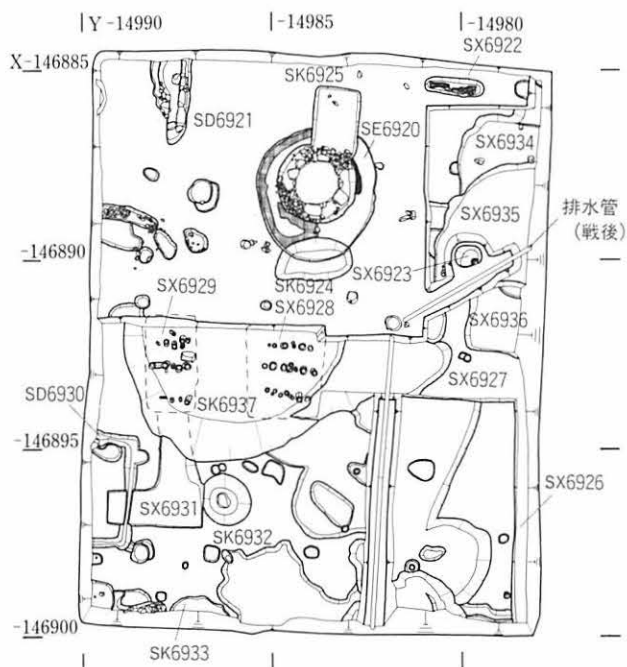 Y -14990
-14985
-14980
X-146885
SX6922
SK6925
SD6921
SE6920
SX6934
SX6935
排水管
(戦後)
-146890
SX6923
SK6924
SX6929
SX6928
SX6936
SX6927
SD6930
SK6937
-146895
SX6926
SX6931
SK6932
-146900
SK6933